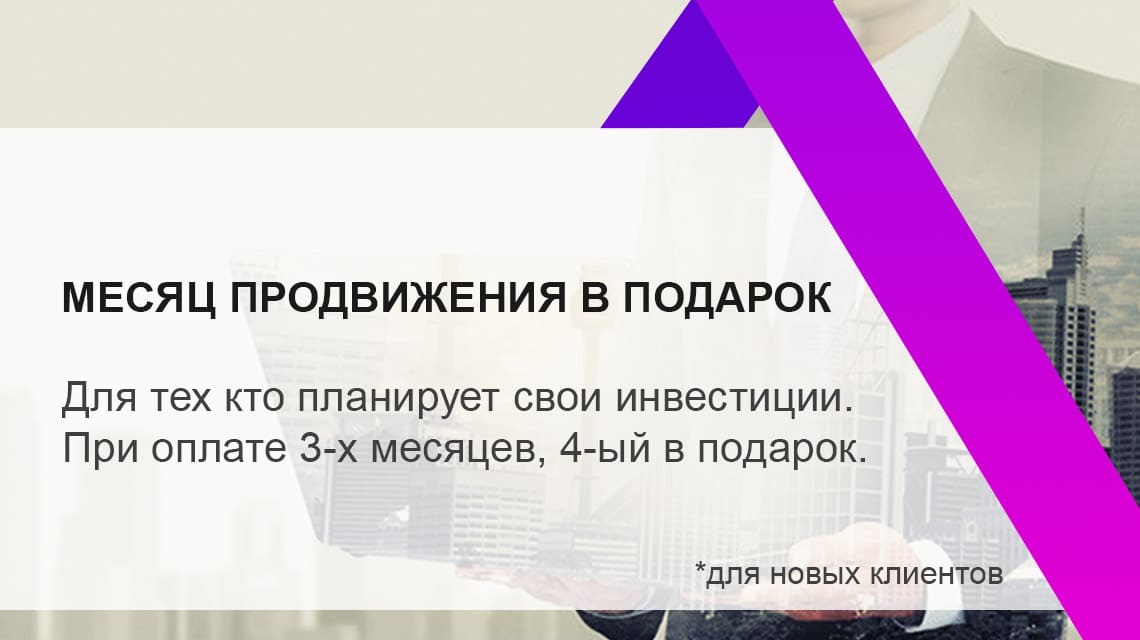 МЕСЯЦ ПРОДВИЖЕНИЯ В ПОДАРОК
Для тех кто планирует свои инвестиции.
При оплате 3-х месяцев, 4-ый в подарок.
*для новых клиентов